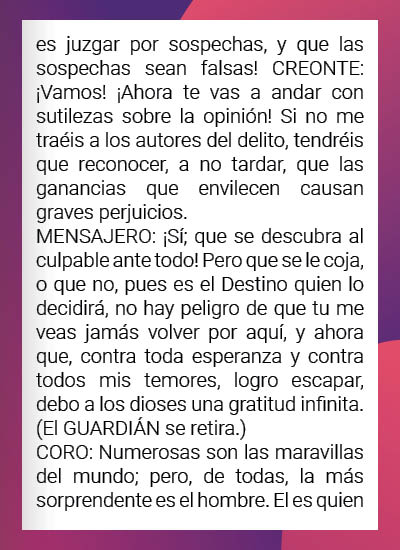 es juzgar por sospechas, y que las
sospechas sean falsas! CREONTE:
¡Vamos! ¡Ahora te vas a andar con
sutilezas sobre la opinión! Si no me
traéis a los autores del delito, tendréis
que reconocer, a no tardar, que las
ganancias que envilecen causan
graves perjuicios.
MENSAJERO: ¡Sí; que se descubra al
culpable ante todo! Pero que se le coja,
o que no, pues es el Destino quien lo
decidirá, no hay peligro de que tu me
veas jamás volver por aquí, y ahora
que, contra toda esperanza y contra
todos mis temores, logro escapar,
debo a los dioses una gratitud infinita.
(El GUARDIÁN se retira.)
CORO: Numerosas son las maravillas
del mundo; pero, de todas, la más
sorprendente es el hombre. El es quien